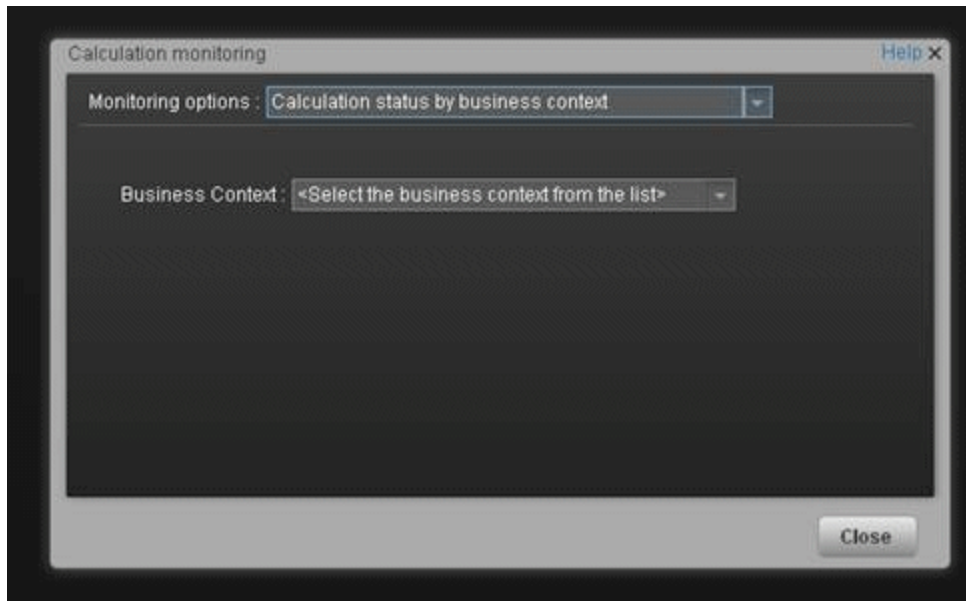 Calculation monitoring
Help
Monitoring options : Calculation status by business context
Business Context : <Select the business context from the list>
Close